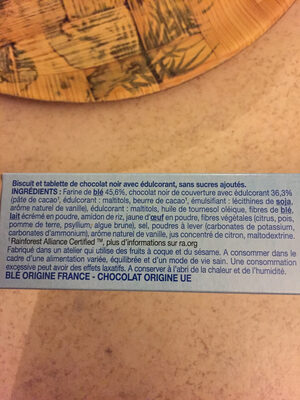 Biscuit et tablette de chocolat noir avec édulcorant, sans sucres ajoutés.
INGRÉDIENTS : Farine de blé 45,6%, chocolat noir de couverture avec édulcorant 36,3%
(pâte de cacao¹, édulcorant : maltitols, beurre de cacao¹, émulsifiant : lécithines de soja,
arôme naturel de vanille), édulcorant : maltitols, huile de tournesol oléique, fibres de blé,
lait écrémé en poudre, amidon de riz, jaune d'œuf en poudre, fibres végétales (citrus, pois,
pomme de terre, psyllium, algue brune), sel, poudres à lever (carbonates de potassium,
carbonates d'ammonium), arôme naturel de vanille, jus concentré de citron, maltodextrine.
¹ Rainforest Alliance Certified ™, plus d'informations sur ra.org
Fabriqué dans un atelier qui utilise des fruits à coque et du sésame. A consommer dans le
cadre d'une alimentation variée, équilibrée et d'un mode de vie sain. Une consommation
excessive peut avoir des effets laxatifs. A conserver à l'abri de la chaleur et de l'humidité.
BLÉ ORIGINE FRANCE - CHOCOLAT ORIGINE UE